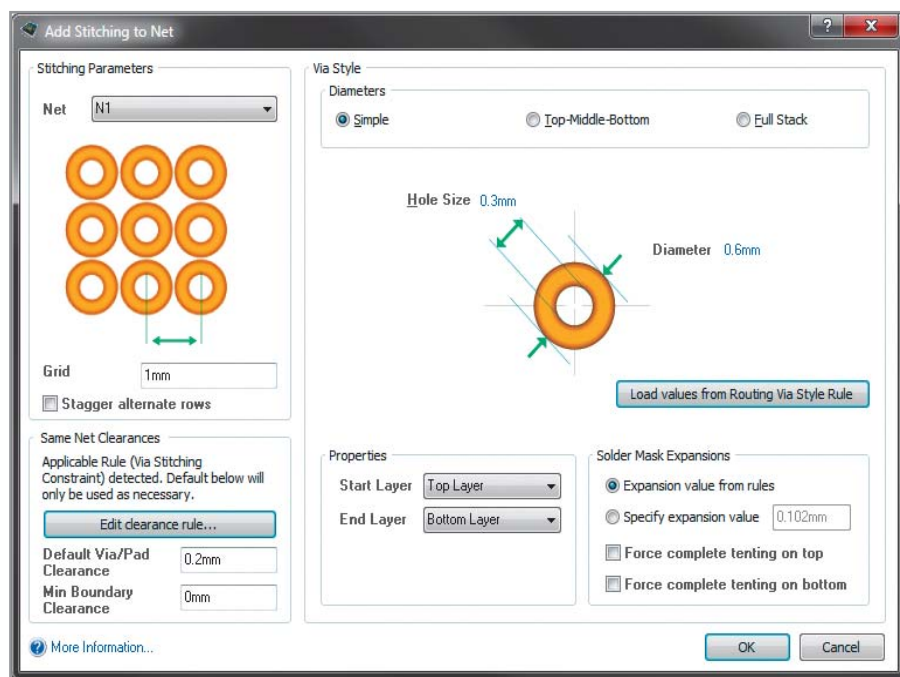 Add Stitching to Net
?
X
Stitching Parameters
Net
N1
Grid
1mm
Stagger alternate rows
Same Net Clearances
Applicable Rule (Via Stitching
Constraint) detected. Default below will
only be used as necessary.
Edit clearance rule...
Default Via/Pad
Clearance
0.2mm
Min Boundary
Clearance
0mm
Via Style
Diameters
Simple
Top-Middle-Bottom
Full Stack
Hole Size 0.3mm
Diameter 0.6mm
Load values from Routing Via Style Rule
Properties
Start Layer
Top Layer
End Layer
Bottom Layer
Solder Mask Expansions
Expansion value from rules
Specify expansion value
0.102mm
Force complete tenting on top
Force complete tenting on bottom
? More Information...
OK
Cancel